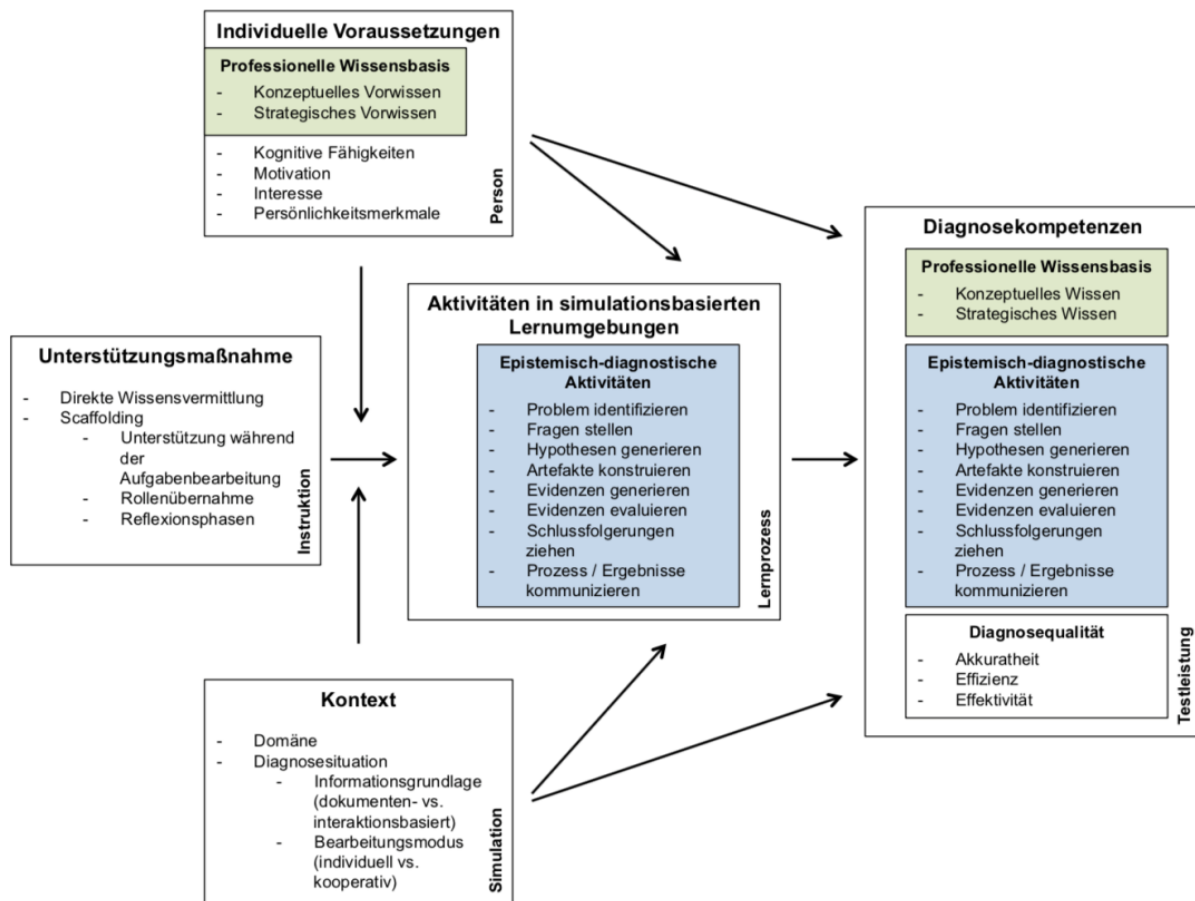 Individuelle Voraussetzungen
Professionelle Wissensbasis
- Konzeptuelles Vorwissen
- Strategisches Vorwissen
- Kognitive Fähigkeiten
- Motivation
- Interesse
- Persönlichkeitsmerkmale
Person
Unterstützungsmaßnahme
- Direkte Wissensvermittlung
- Scaffolding
- Unterstützung während
der
Aufgabenbearbeitung
- Rollenübernahme
- Reflexionsphasen
Instruktion
Aktivitäten in simulationsbasierten
Lernumgebungen
Epistemisch-diagnostische
Aktivitäten
- Problem identifizieren
- Fragen stellen
- Hypothesen generieren
- Artefakte konstruieren
- Evidenzen generieren
- Evidenzen evaluieren
- Schlussfolgerungen
ziehen
- Prozess / Ergebnisse
kommunizieren
Lernprozess
Kontext
- Domäne
- Diagnosesituation
- Informationsgrundlage
(dokumenten- vs.
interaktionsbasiert)
- Bearbeitungsmodus
(individuell vs.
kooperativ)
Simulation
Diagnosekompetenzen
Professionelle Wissensbasis
- Konzeptuelles Wissen
- Strategisches Wissen
Epistemisch-diagnostische
Aktivitäten
- Problem identifizieren
- Fragen stellen
- Hypothesen generieren
- Artefakte konstruieren
- Evidenzen generieren
- Evidenzen evaluieren
- Schlussfolgerungen
ziehen
- Prozess / Ergebnisse
kommunizieren
Diagnosequalität
- Akkuratheit
- Effizienz
- Effektivität
Testleistung